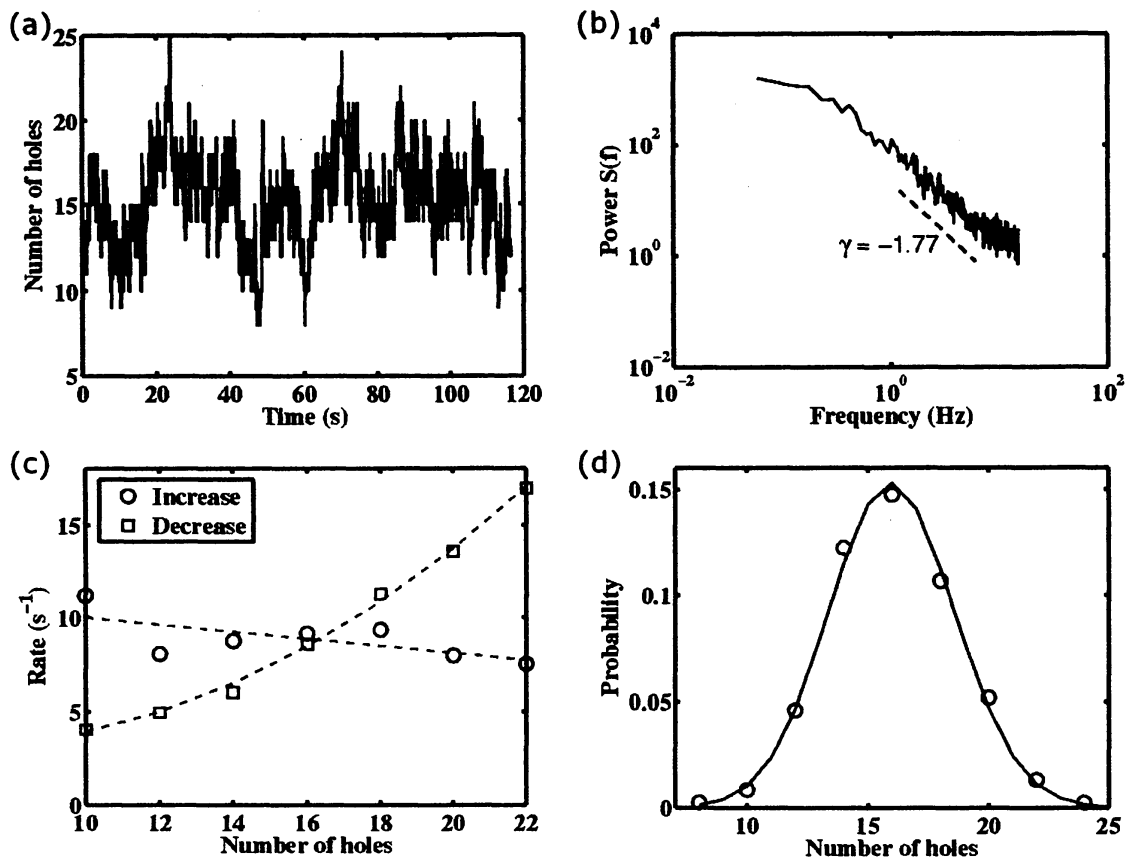 (a)
25
20
15
10
5
Number of holes
0 20 40 60 80 100 120
Time (s)
(b)
10^4
10^2
10^0
10^-2
Power S(f)
γ = −1.77
10^-2 10^0 10^2
Frequency (Hz)
(c)
Increase
Decrease
15
10
5
0
Rate (s^-1)
10 12 14 16 18 20 22
Number of holes
(d)
0.15
0.1
0.05
0
Probability
10 15 20 25
Number of holes